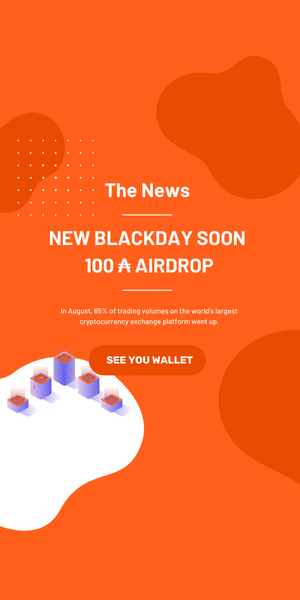 The News
NEW BLACKDAY SOON
100 ₳ AIRDROP
In August, 65% of trading volumes on the world's largest
cryptocurrency exchange platform went up.
SEE YOU WALLET